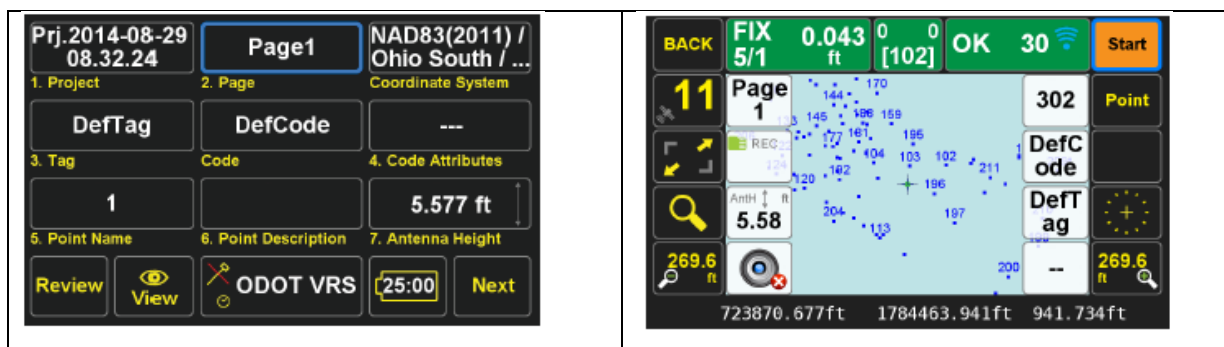 Prj.2014-08-29
08.32.24
Page1
NAD83(2011) /
Ohio South / ...
1. Project
2. Page
Coordinate System
DefTag
DefCode
---
3. Tag
Code
4. Code Attributes
1
5.577 ft
5. Point Name
6. Point Description
7. Antenna Height
Review
View
ODOT VRS
25:00
Next
BACK
FIX
5/1
0.043
ft
0 0
[102]
OK
30
Start
11
Page
1
302
Point
REC
DefC
ode
AntH ft
5.58
DefT
ag
269.6
ft
--
269.6
ft
170
144
145
159
177
181
195
104
103
102
211
120
192
196
204
197
113
200
124
723870.677ft 1784463.941ft 941.734ft